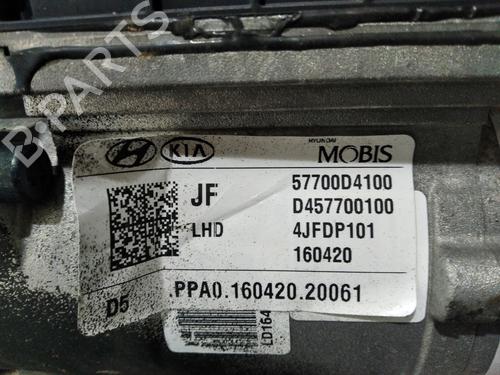 HYUNDAI
KIA MOBIS
JF 57700D4100
D457700100
LHD 4JFDP101
160420
D5 .PPA0.160420.20061
LD164
B-PARTS